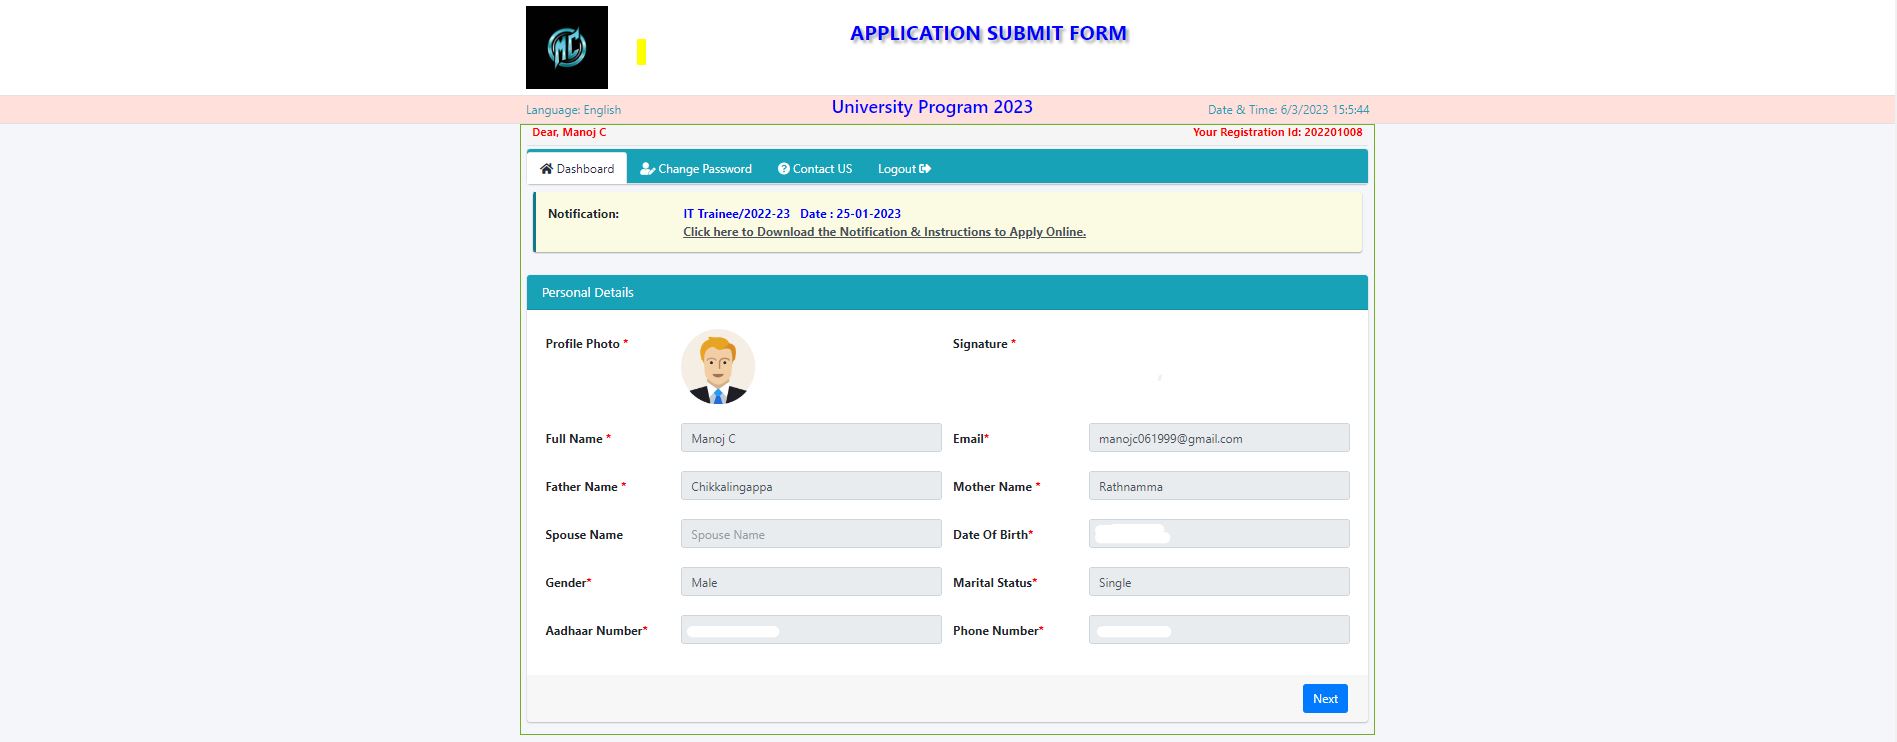 MC
APPLICATION SUBMIT FORM
Language: English University Program 2023 Date & Time: 6/3/2023 15:5:44
Dear, Manoj C Your Registration Id: 202201008
Dashboard Change Password Contact US Logout
Notification: IT Trainee/2022-23 Date : 25-01-2023
Click here to Download the Notification & Instructions to Apply Online.
Personal Details
Profile Photo * Signature *
Full Name * Manoj C Email* manojc061999@gmail.com
Father Name * Chikkalingappa Mother Name * Rathnamma
Spouse Name Spouse Name Date Of Birth*
Gender* Male Marital Status* Single
Aadhaar Number* Phone Number*
Next